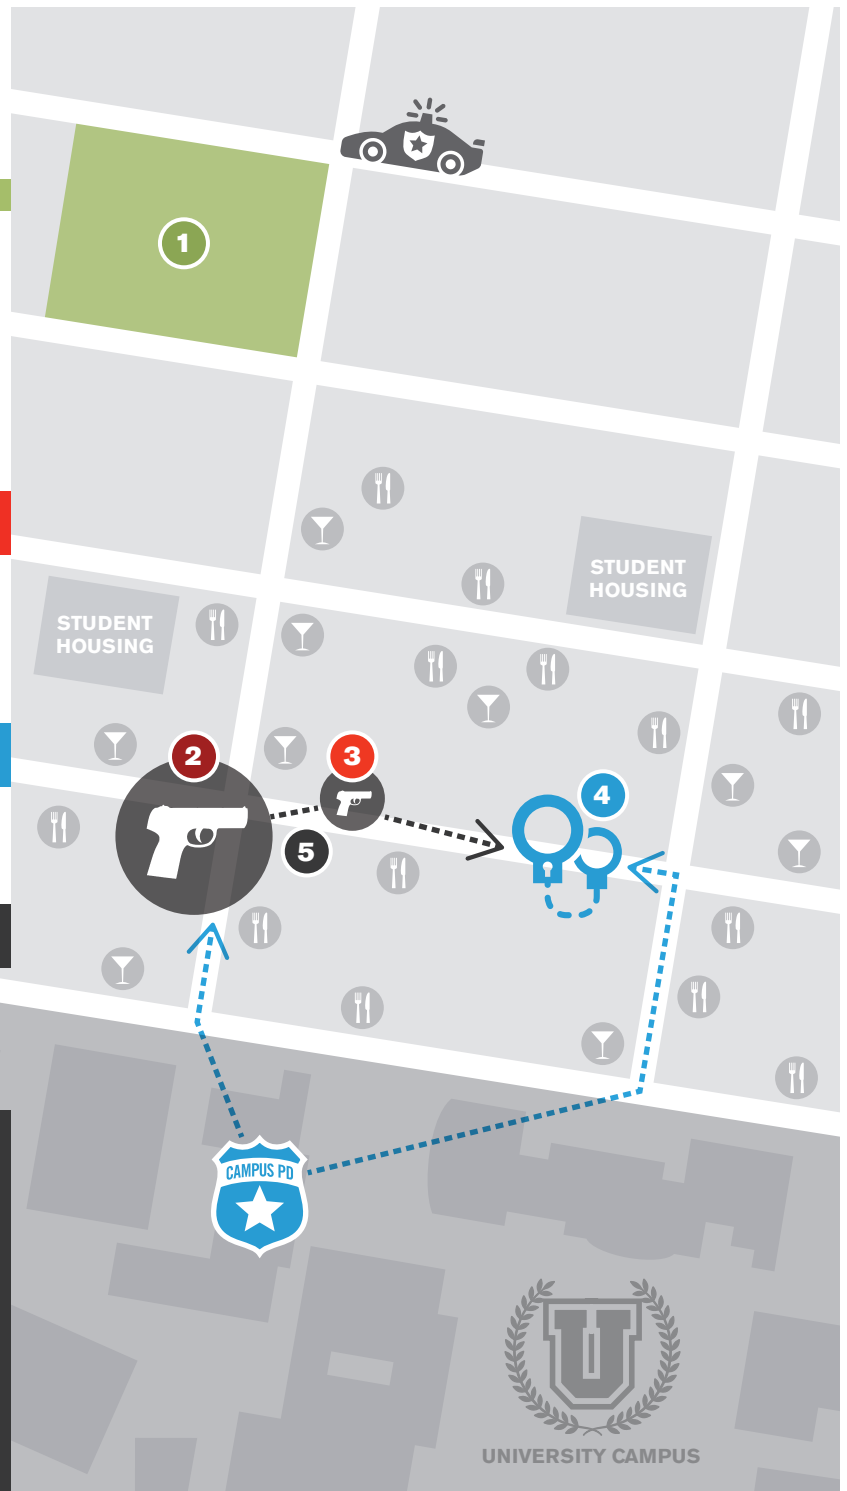 1
STUDENT
HOUSING
STUDENT
HOUSING
2
3
4
5
CAMPUS PD
U
UNIVERSITY CAMPUS